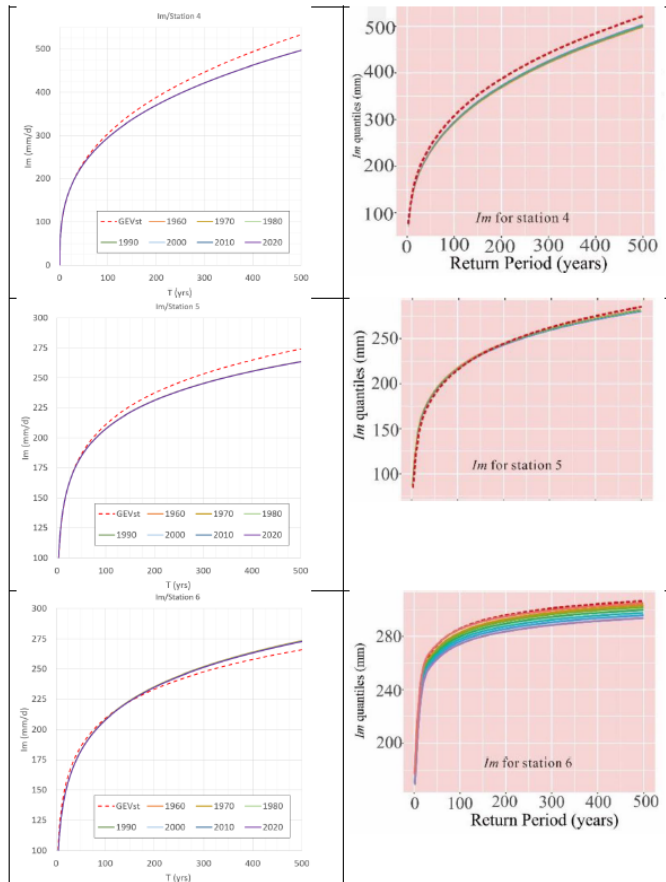 Im/Station 4
Im (mm/d)
500
400
300
200
100
0
GEVst 1960 1970 1980
1990 2000 2010 2020
0 100 200 300 400 500
T (yrs)
Im quantiles (mm)
500
400
300
200
100
Im for station 4
0 100 200 300 400 500
Return Period (years)
Im/Station 5
Im (mm/d)
300
275
250
225
200
175
150
125
100
GEVst 1960 1970 1980
1990 2000 2010 2020
0 100 200 300 400 500
T (yrs)
Im quantiles (mm)
250
200
150
100
Im for station 5
Im/Station 6
Im (mm/d)
300
275
250
225
200
175
150
125
100
GEVst 1960 1970 1980
1990 2000 2010 2020
0 100 200 300 400 500
T (yrs)
Im quantiles (mm)
280
240
200
Im for station 6
0 100 200 300 400 500
Return Period (years)